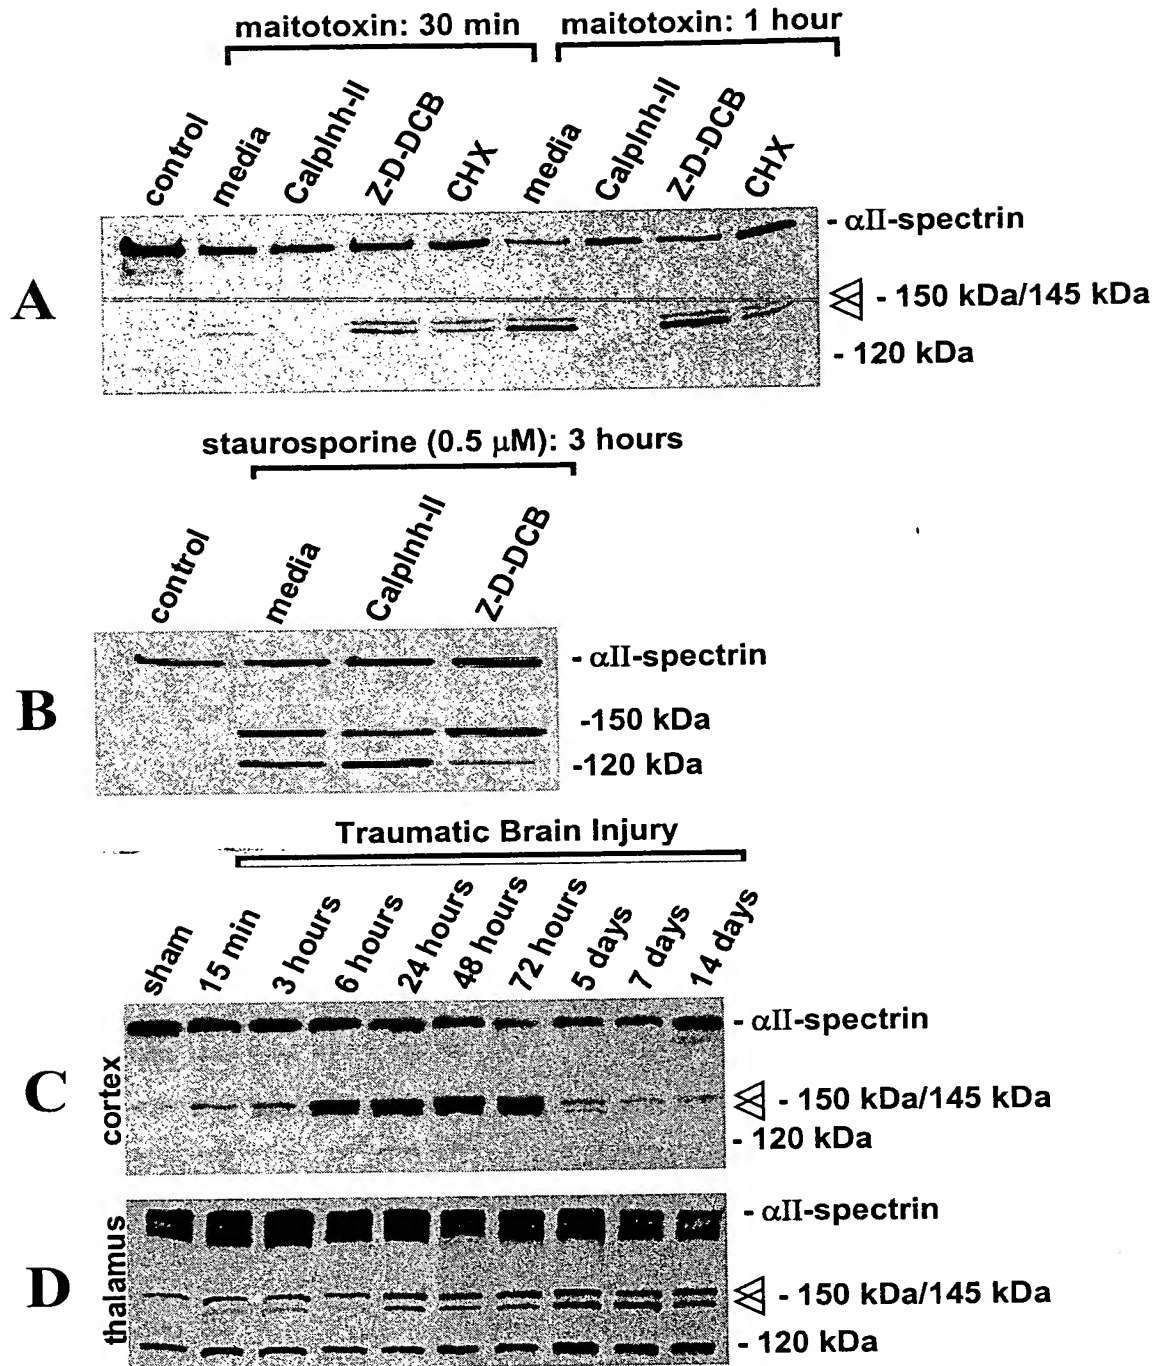 maitotoxin: 30 min maitotoxin: 1 hour
control media CalpInh-II Z-D-DCB CHX media CalpInh-II Z-D-DCB CHX
- αII-spectrin
A
- 150 kDa/145 kDa
- 120 kDa
staurosporine (0.5 μM): 3 hours
control media CalpInh-II Z-D-DCB
- αII-spectrin
B
-150 kDa
-120 kDa
Traumatic Brain Injury
sham 15 min 3 hours 6 hours 24 hours 48 hours 72 hours 5 days 7 days 14 days
- αII-spectrin
C
cortex
- 150 kDa/145 kDa
- 120 kDa
- αII-spectrin
D
thalamus
- 150 kDa/145 kDa
- 120 kDa